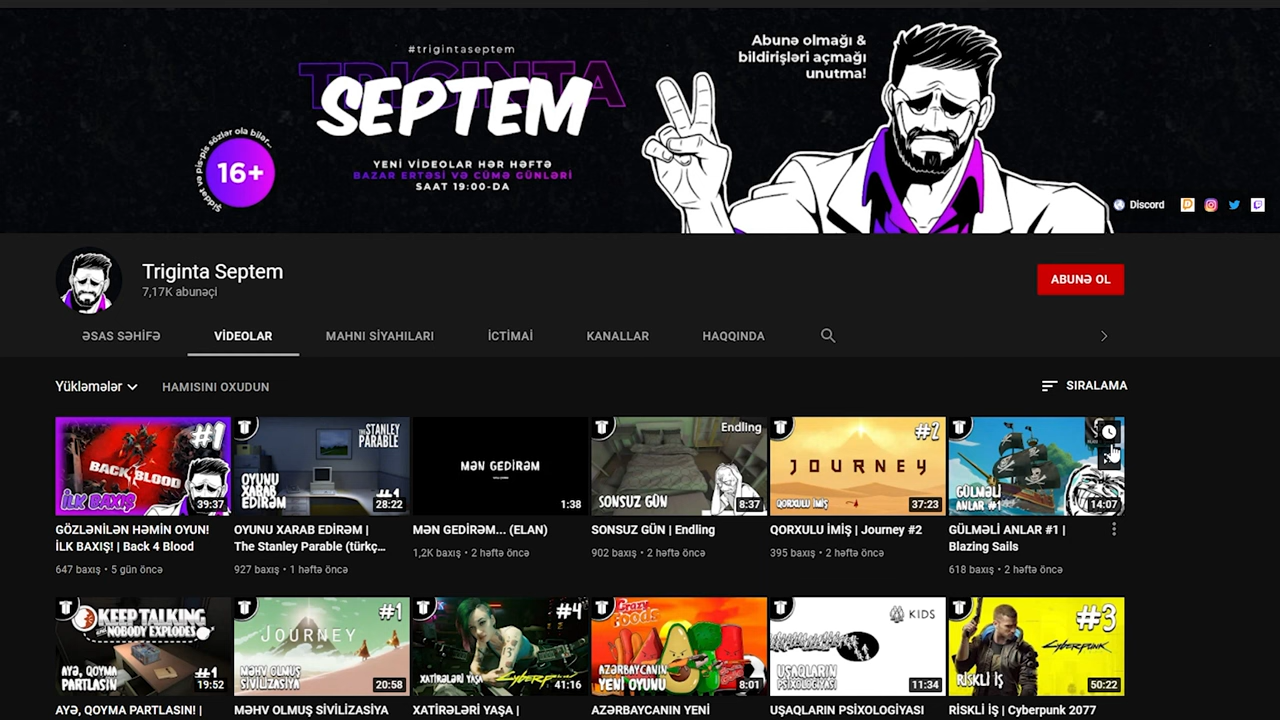 #trigintaseptem
TRIGINTA
SEPTEM
16+
Şiddət və pis-pis sözlər ola bilər...
YENİ VİDEOLAR HƏR HƏFTƏ
BAZAR ERTƏSİ VƏ CÜMƏ GÜNLƏRİ
SAAT 19:00-DA
Abunə olmağı &
bildirişləri açmağı
unutma!
Discord
Triginta Septem
7,17K abunəçi
ABUNƏ OL
ƏSAS SƏHİFƏ
VİDEOLAR
MAHNI SİYAHILARI
İCTİMAİ
KANALLAR
HAQQINDA
Yükləmələr
HAMISINI OXUDUN
SIRALAMA
#1
BACK BLOOD
İLK BAXIŞ
39:37
THE STANLEY
PARABLE
OYUNU
XARAB
EDİRƏM
#1
28:22
MƏN GEDİRƏM
1:38
Endling
SONSUZ GÜN
8:37
#2
JOURNEY
QORXULU İMİŞ
37:23
GÜLMƏLİ
ANLAR #1
14:07
GÖZLƏNİLƏN HƏMİN OYUN!
İLK BAXIŞ! | Back 4 Blood
647 baxış • 5 gün öncə
OYUNU XARAB EDİRƏM |
The Stanley Parable (türkç...
927 baxış • 1 həftə öncə
MƏN GEDİRƏM... (ELAN)
1,2K baxış • 2 həftə öncə
SONSUZ GÜN | Endling
902 baxış • 2 həftə öncə
QORXULU İMİŞ | Journey #2
395 baxış • 2 həftə öncə
GÜLMƏLİ ANLAR #1 |
Blazing Sails
618 baxış • 2 həftə öncə
KEEP TALKING
AND NOBODY EXPLODES
AYƏ, QOYMA
PARTLASIN
#1
19:52
#1
JOURNEY
MƏHV OLMUŞ
SİVİLİZASİYA
20:58
#4
XATİRƏLƏRİ YAŞA
CYBERPUNK
41:16
Crazy
Foods
AZƏRBAYCANIN
YENİ OYUNU
8:01
KIDS
UŞAQLARIN
PSİXOLOGİYASI
11:34
#3
CYBERPUNK
RİSKLİ İŞ
50:22
AYƏ, QOYMA PARTLASIN! |
MƏHV OLMUŞ SİVİLİZASİYA
XATİRƏLƏRİ YAŞA |
AZƏRBAYCANIN YENİ
UŞAQLARIN PSİXOLOGİYASI
RİSKLİ İŞ | Cyberpunk 2077